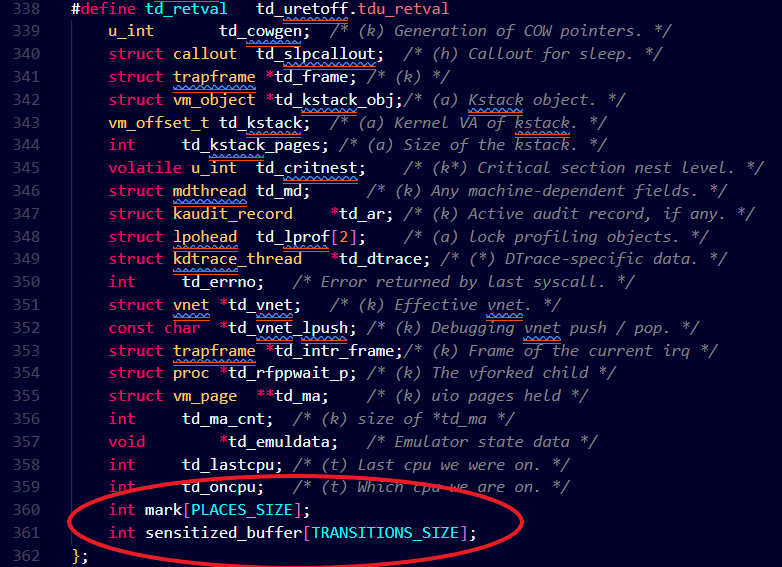 338 #define td_retval td_uretoff.tdu_retval
339 u_int td_cowgen; /* (k) Generation of COW pointers. */
340 struct callout td_slpcallout; /* (h) Callout for sleep. */
341 struct trapframe *td_frame; /* (k) */
342 struct vm_object *td_kstack_obj;/* (a) Kstack object. */
343 vm_offset_t td_kstack; /* (a) Kernel VA of kstack. */
344 int td_kstack_pages; /* (a) Size of the kstack. */
345 volatile u_int td_critnest; /* (k*) Critical section nest level. */
346 struct mdthread td_md; /* (k) Any machine-dependent fields. */
347 struct kaudit_record *td_ar; /* (k) Active audit record, if any. */
348 struct lpohead td_lprof[2]; /* (a) lock profiling objects. */
349 struct kdtrace_thread *td_dtrace; /* (*) DTrace-specific data. */
350 int td_errno; /* Error returned by last syscall. */
351 struct vnet *td_vnet; /* (k) Effective vnet. */
352 const char *td_vnet_lpush; /* (k) Debugging vnet push / pop. */
353 struct trapframe *td_intr_frame;/* (k) Frame of the current irq */
354 struct proc *td_rfppwait_p; /* (k) The vforked child */
355 struct vm_page **td_ma; /* (k) uio pages held */
356 int td_ma_cnt; /* (k) size of *td_ma */
357 void *td_emuldata; /* Emulator state data */
358 int td_lastcpu; /* (t) Last cpu we were on. */
359 int td_oncpu; /* (t) Which cpu we are on. */
360 int mark[PLACES_SIZE];
361 int sensitized_buffer[TRANSITIONS_SIZE];
362 };